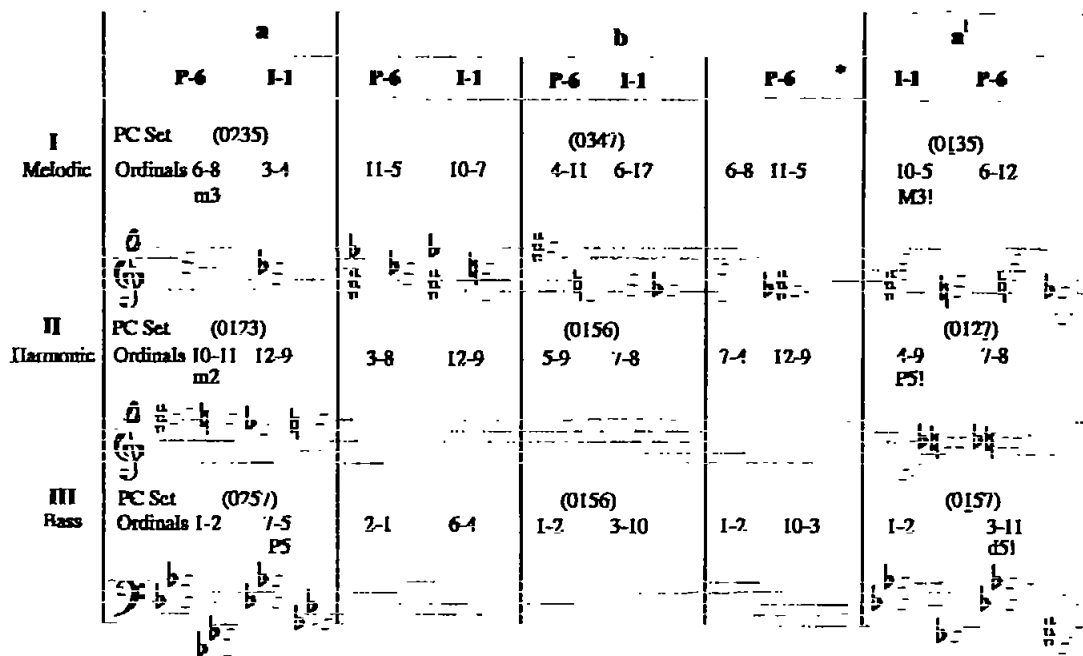 a b a¹
P-6 I-1 P-6 I-1 P-6 I-1 P-6 * I-1 P-6
I PC Set (0235) (0347) (0135)
Melodic Ordinals 6-8 3-4 11-5 10-7 4-11 6-12 6-8 11-5 10-5 6-12
m3 M3!
II PC Set (0123) (0156) (0127)
Harmonic Ordinals 10-11 12-9 3-8 12-9 5-9 7-8 7-4 12-9 4-9 7-8
m2 P5!
III PC Set (0257) (0156) (0157)
Bass Ordinals 1-2 7-5 2-1 6-4 1-2 3-10 1-2 10-3 1-2 3-11
P5 d5!